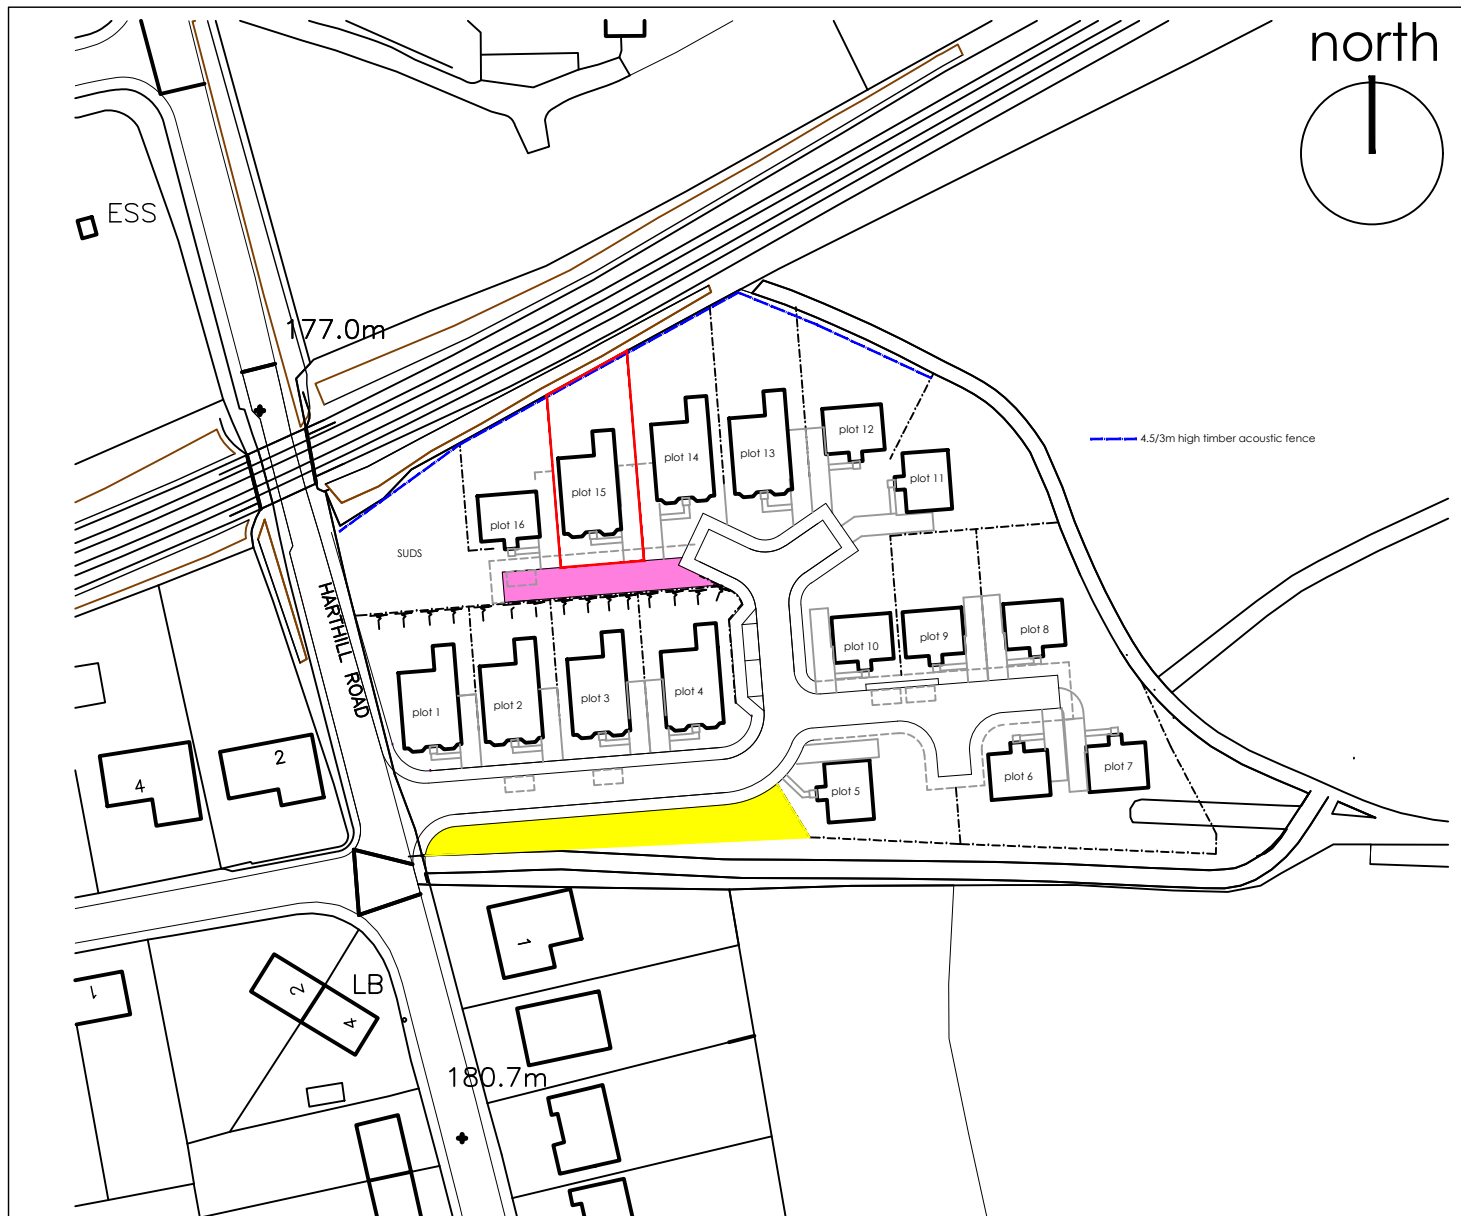 north
ESS
177.0m
plot 12
4.5/3m high timber acoustic fence
plot 14
plot 13
plot 11
plot 15
plot 16
SUDS
HARTHILL ROAD
plot 10
plot 9
plot 8
plot 1
plot 2
plot 3
plot 4
4
2
plot 5
plot 6
plot 7
1
1
2
4
LB
180.7m